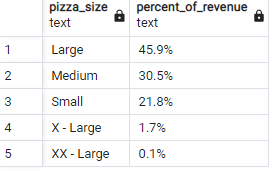 pizza_size percent_of_revenue
text text
1 Large 45.9%
2 Medium 30.5%
3 Small 21.8%
4 X - Large 1.7%
5 XX - Large 0.1%